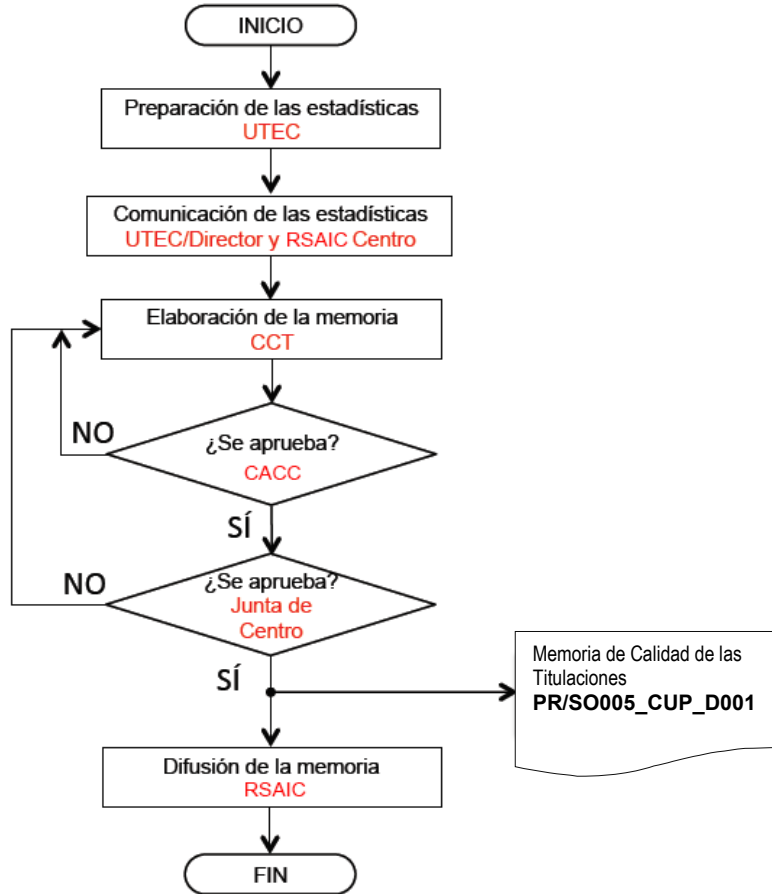 INICIO
Preparación de las estadísticas
UTEC
Comunicación de las estadísticas
UTEC/Director y RSAIC Centro
Elaboración de la memoria
CCT
NO
¿Se aprueba?
CACC
SÍ
NO
¿Se aprueba?
Junta de
Centro
SÍ
Memoria de Calidad de las
Titulaciones
PR/SO005_CUP_D001
Difusión de la memoria
RSAIC
FIN